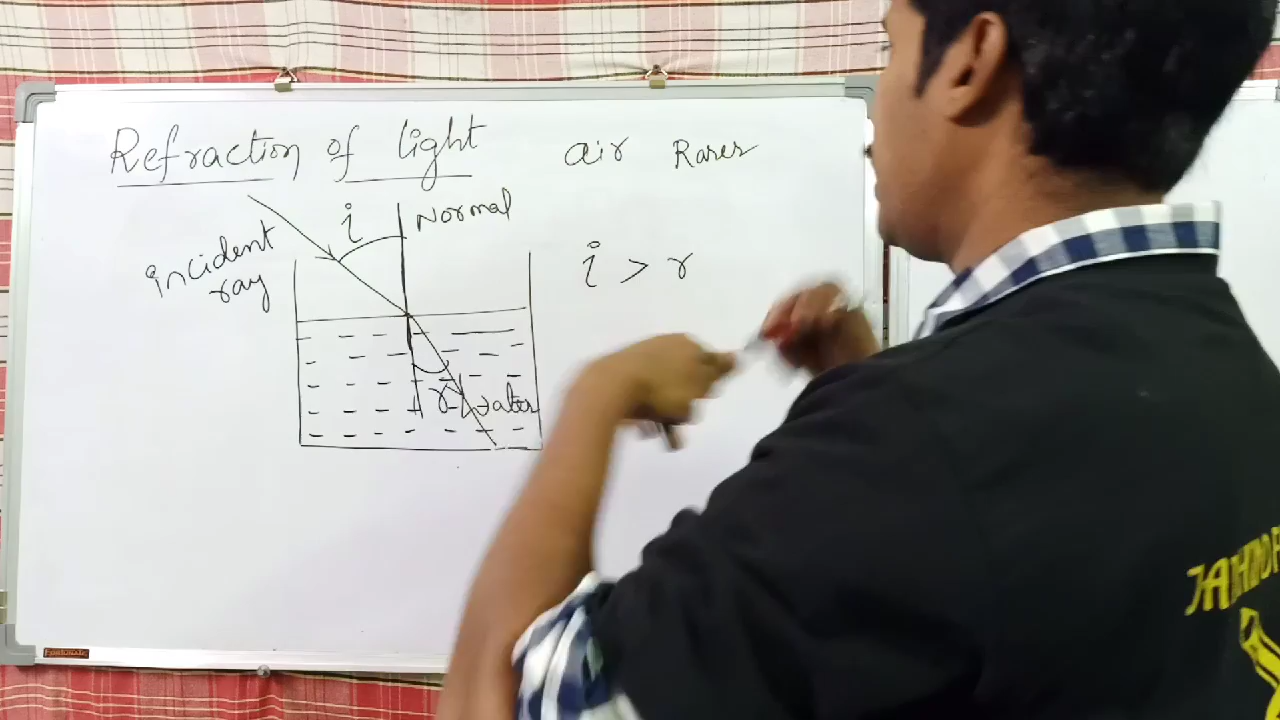 Refraction of light
air Rarer
i
Normal
incident
ray
i > r
r
water